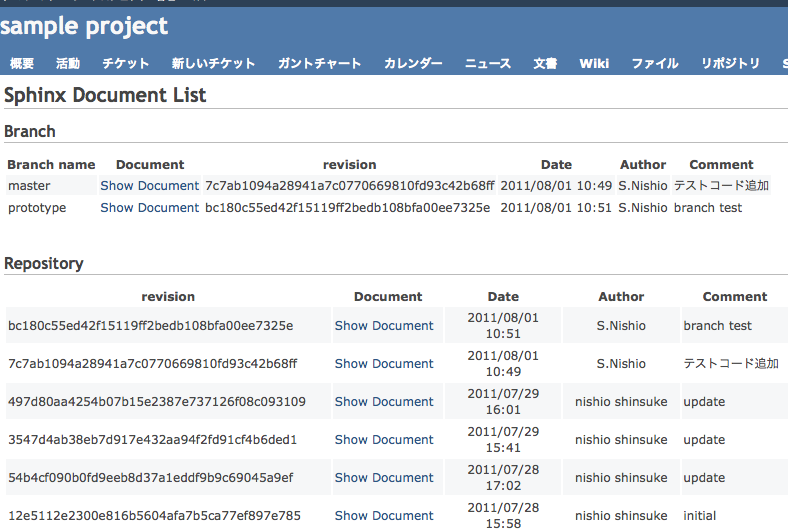 sample project
概要 活動 チケット 新しいチケット ガントチャート カレンダー ニュース 文書 Wiki ファイル リポジトリ
Sphinx Document List
Branch
Branch name Document revision Date Author Comment
master Show Document 7c7ab1094a28941a7c0770669810fd93c42b68ff 2011/08/01 10:49 S.Nishio テストコード追加
prototype Show Document bc180c55ed42f15119ff2bedb108bfa00ee7325e 2011/08/01 10:51 S.Nishio branch test
Repository
revision Document Date Author Comment
bc180c55ed42f15119ff2bedb108bfa00ee7325e Show Document 2011/08/01 10:51 S.Nishio branch test
7c7ab1094a28941a7c0770669810fd93c42b68ff Show Document 2011/08/01 10:49 S.Nishio テストコード追加
497d80aa4254b07b15e2387e737126f08c093109 Show Document 2011/07/29 16:01 nishio shinsuke update
3547d4ab38eb7d917e432aa94f2fd91cf4b6ded1 Show Document 2011/07/29 15:41 nishio shinsuke update
54b4cf090b0fd9eeb8d37a1eddf9b9c69045a9ef Show Document 2011/07/28 17:02 nishio shinsuke update
12e5112e2300e816b5604afa7b5ca77ef897e785 Show Document 2011/07/28 15:58 nishio shinsuke initial